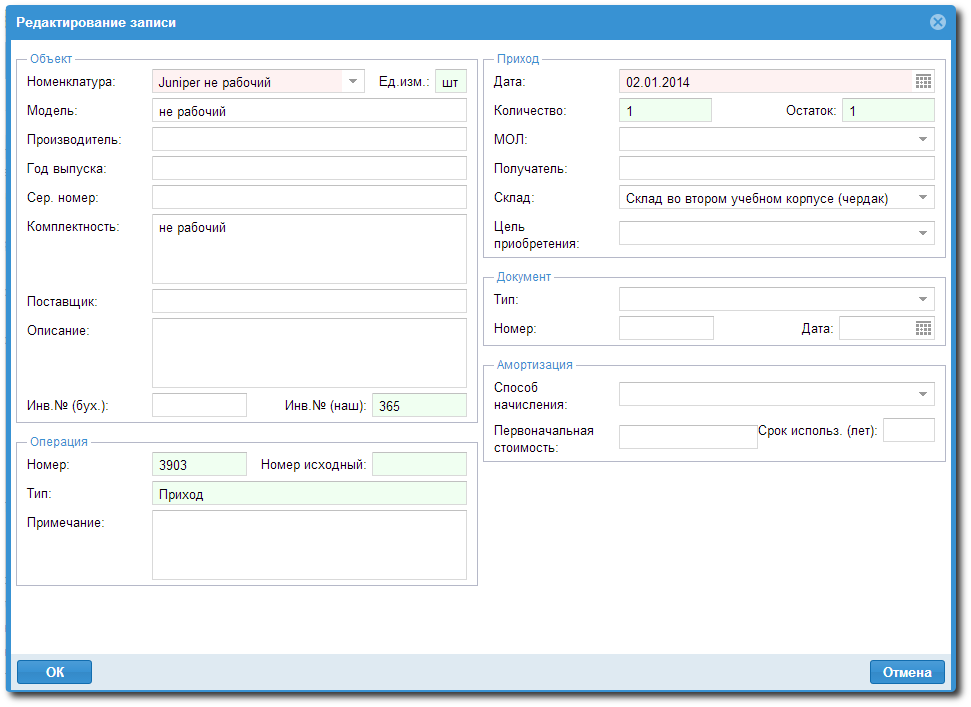 Редактирование записи
Объект
Номенклатура: Juniper не рабочий Ед.изм.: шт
Модель: не рабочий
Производитель:
Год выпуска:
Сер. номер:
Комплектность: не рабочий
Поставщик:
Описание:
Инв.№ (бух.): Инв.№ (наш): 365
Операция
Номер: 3903 Номер исходный:
Тип: Приход
Примечание:
Приход
Дата: 02.01.2014
Количество: 1 Остаток: 1
МОЛ:
Получатель:
Склад: Склад во втором учебном корпусе (чердак)
Цель
приобретения:
Документ
Тип:
Номер: Дата:
Амортизация
Способ
начисления:
Первоначальная
стоимость:
Срок использ. (лет):
ОК Отмена